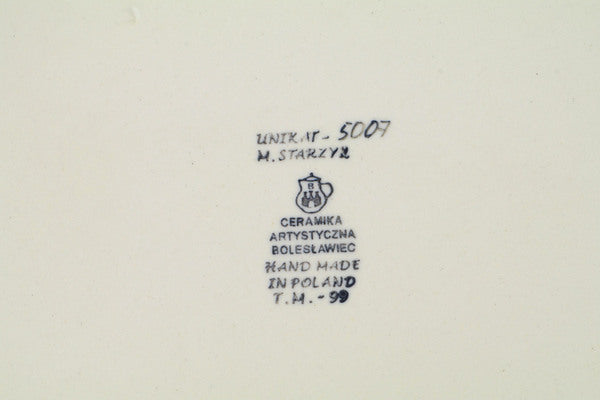 UNIKAT - 5007
M. STARZYK
B
CERAMIKA
ARTYSTYCZNA
BOLESŁAWIEC
HAND MADE
IN POLAND
T.M. - 99